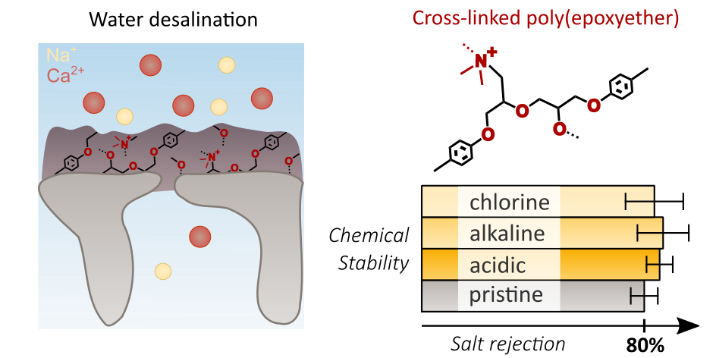 Water desalination
Na+
Ca2+
N+
O
O
O
O
O
N+
O
O
O
O
Cross-linked poly(epoxyether)
N+
O
O
O
O
Chemical
Stability
chlorine
alkaline
acidic
pristine
Salt rejection
80%